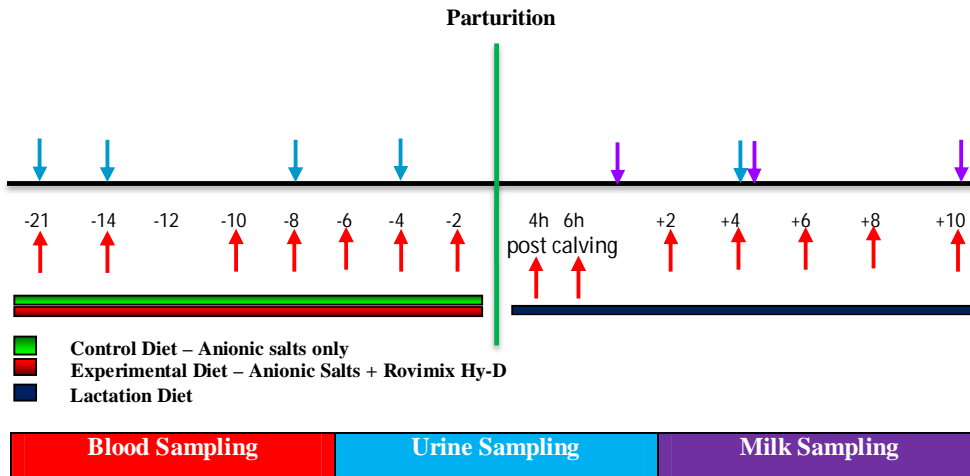 Parturition
-21 -14 -12 -10 -8 -6 -4 -2 4h 6h +2 +4 +6 +8 +10
post calving
Control Diet – Anionic salts only
Experimental Diet – Anionic Salts + Rovimix Hy-D
Lactation Diet
Blood Sampling Urine Sampling Milk Sampling